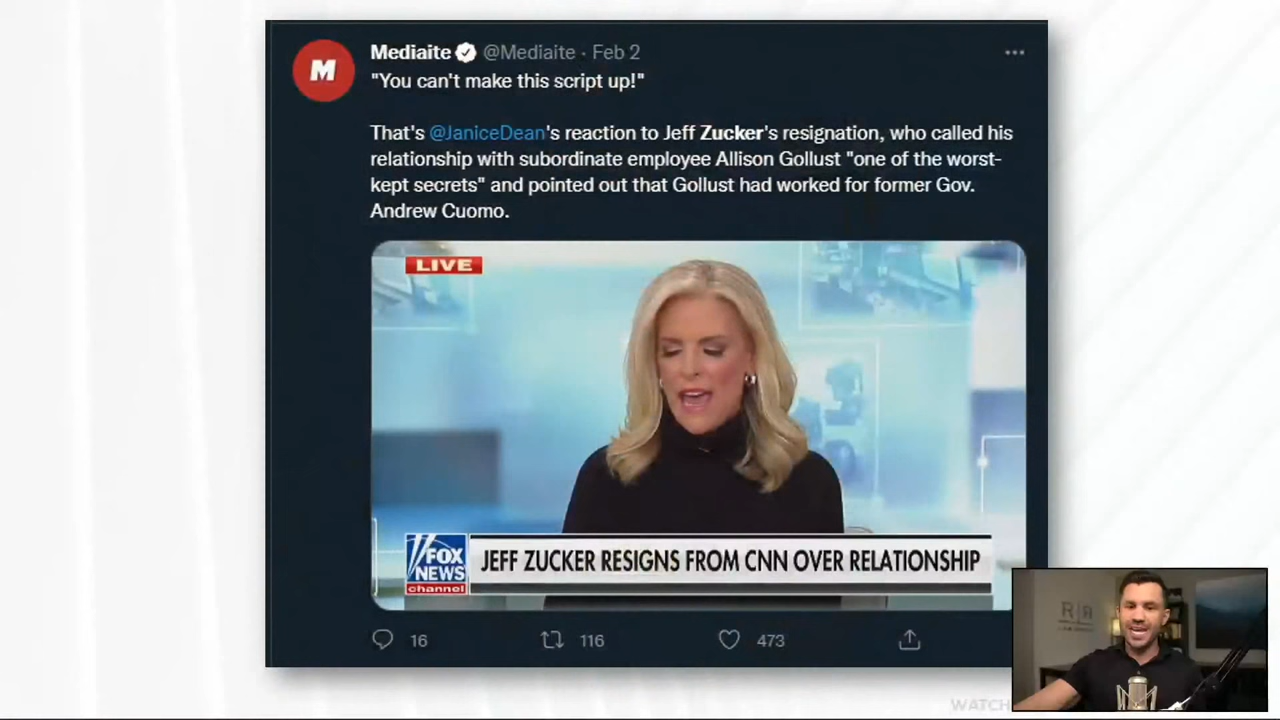 Mediaite @Mediaite · Feb 2
"You can't make this script up!"
That's @JaniceDean's reaction to Jeff Zucker's resignation, who called his
relationship with subordinate employee Allison Gollust "one of the worst-
kept secrets" and pointed out that Gollust had worked for former Gov.
Andrew Cuomo.
M
LIVE
FOX
NEWS
channel
JEFF ZUCKER RESIGNS FROM CNN OVER RELATIONSHIP
16
116
473
R|R
WATCH